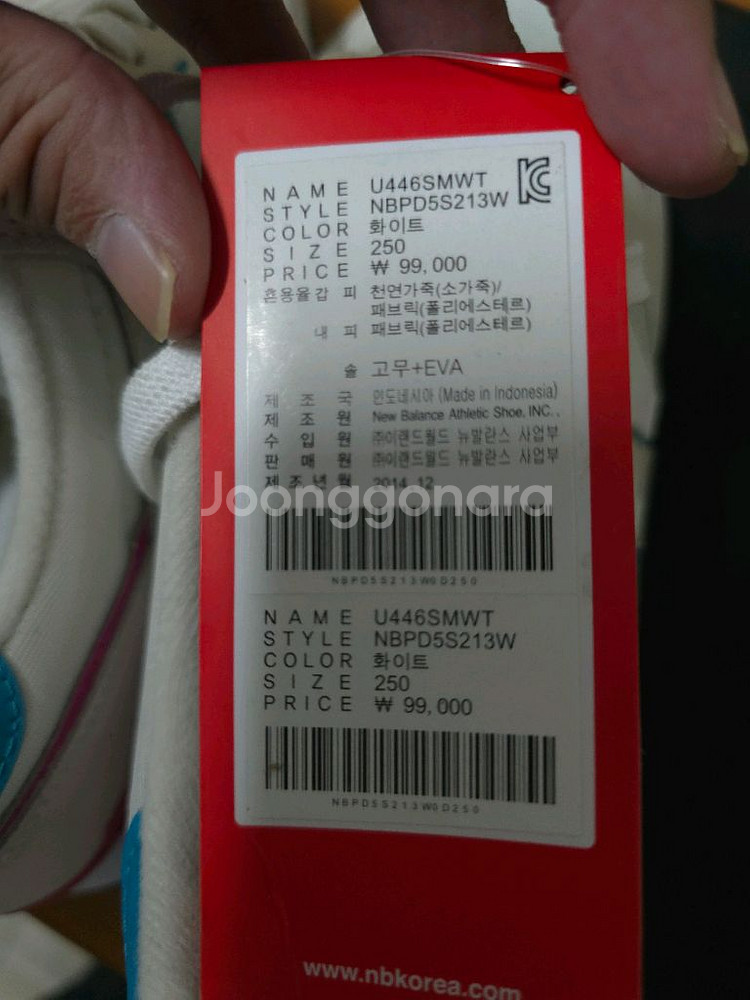 NAME U446SMWT
STYLE NBPD5S213W
COLOR 화이트
SIZE 250
PRICE ₩ 99,000
혼용율갑 피 천연가죽(소가죽)/
패브릭(폴리에스테르)
내 피 패브릭(폴리에스테르)
솔 고무+EVA
제 조 국 인도네시아 (Made in Indonesia)
제 조 원 New Balance Athletic Shoe, INC.,
수 입 원 ㈜이랜드월드 뉴발란스 사업부
판 매 원 ㈜이랜드월드 뉴발란스 사업부
제조년월 2014. 12
Joonggonara
NBPD5S213W0D250
NAME U446SMWT
STYLE NBPD5S213W
COLOR 화이트
SIZE 250
PRICE ₩ 99,000
NBPD5S213W0D250
www.nbkorea.com